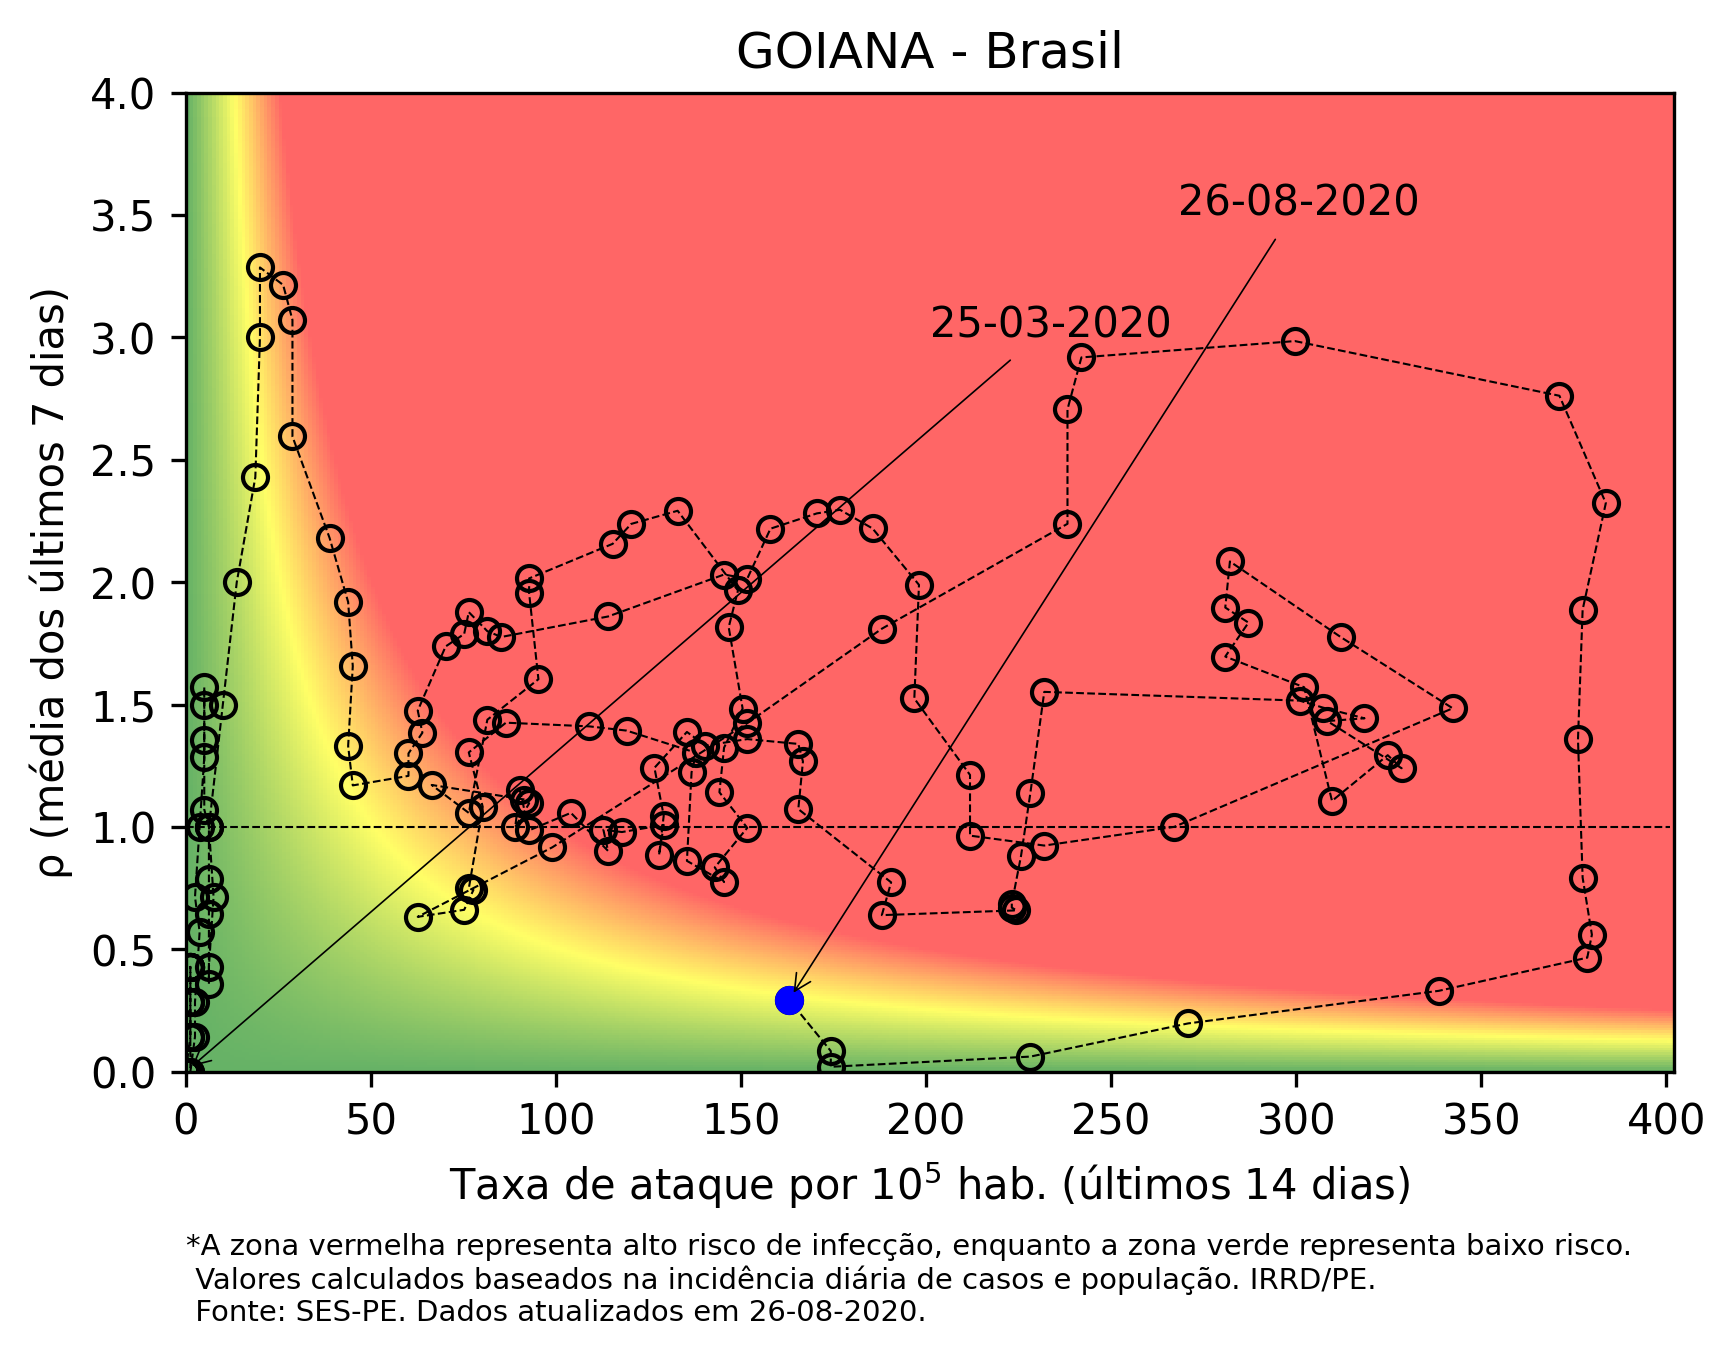 GOIANA - Brasil
4.0
3.5
3.0
2.5
2.0
1.5
1.0
0.5
0.0
ρ (média dos últimos 7 dias)
26-08-2020
25-03-2020
0 50 100 150 200 250 300 350 400
Taxa de ataque por 10⁵ hab. (últimos 14 dias)
*A zona vermelha representa alto risco de infecção, enquanto a zona verde representa baixo risco.
Valores calculados baseados na incidência diária de casos e população. IRRD/PE.
Fonte: SES-PE. Dados atualizados em 26-08-2020.